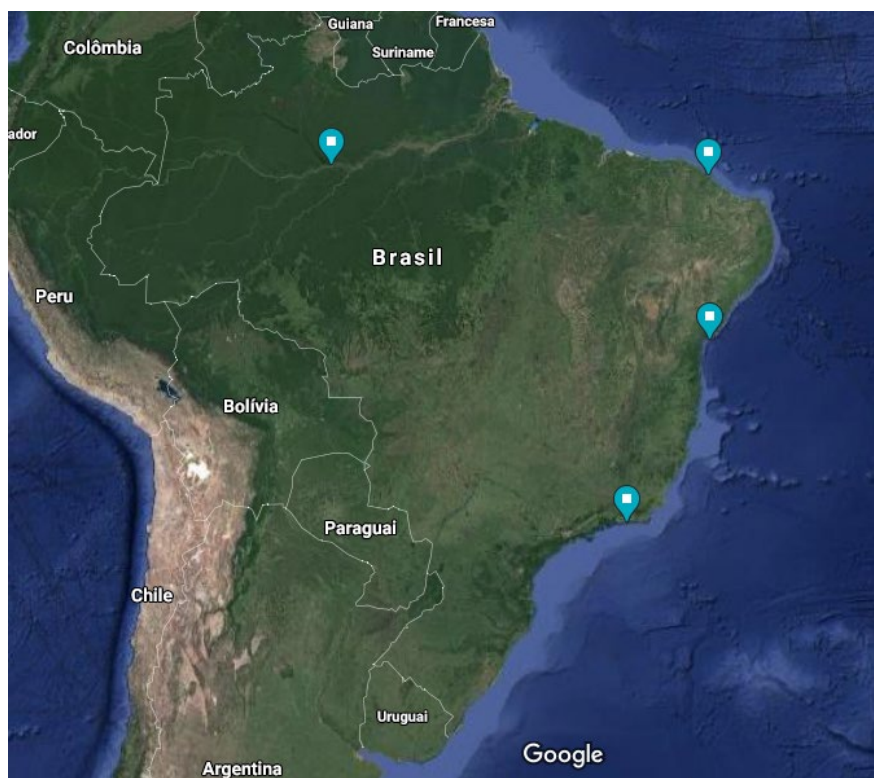 Guiana
Francesa
Colômbia
Suriname
ador
Brasil
Peru
Bolívia
Paraguai
Chile
Uruguai
Google
Argentina